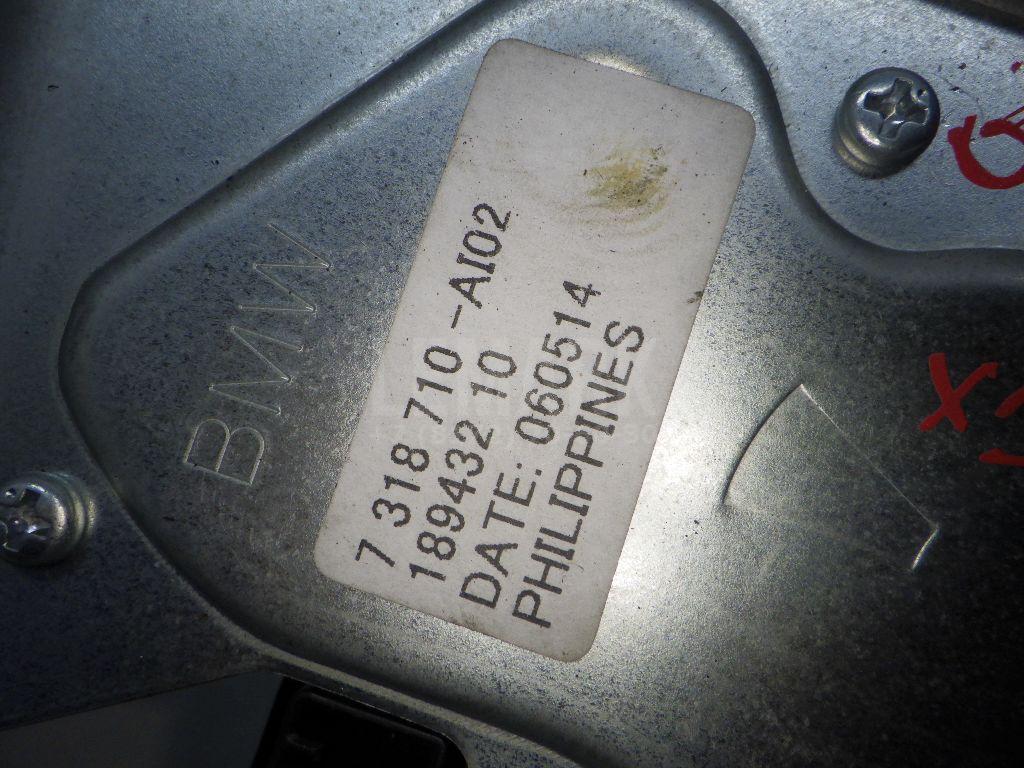 BMW
7 318 710 -AI02
189432 10
DATE: 060514
PHILIPPINES